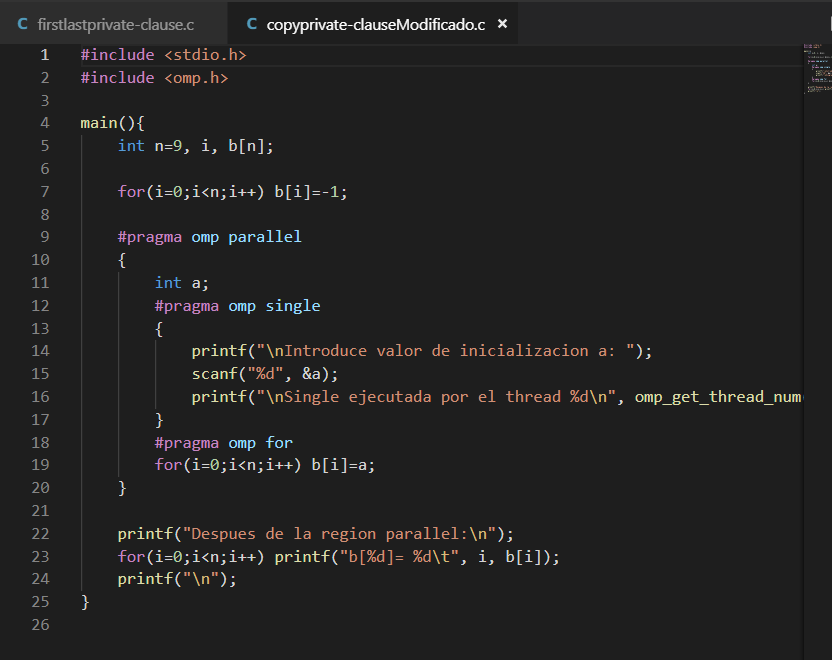 C firstlastprivate-clause.c C copyprivate-clauseModificado.c ×
1 #include <stdio.h>
2 #include <omp.h>
3
4 main(){
5     int n=9, i, b[n];
6
7     for(i=0;i<n;i++) b[i]=-1;
8
9     #pragma omp parallel
10     {
11         int a;
12         #pragma omp single
13         {
14             printf("\nIntroduce valor de inicializacion a: ");
15             scanf("%d", &a);
16             printf("\nSingle ejecutada por el thread %d\n", omp_get_thread_num
17         }
18         #pragma omp for
19         for(i=0;i<n;i++) b[i]=a;
20     }
21
22     printf("Despues de la region parallel:\n");
23     for(i=0;i<n;i++) printf("b[%d]= %d\t", i, b[i]);
24     printf("\n");
25 }
26